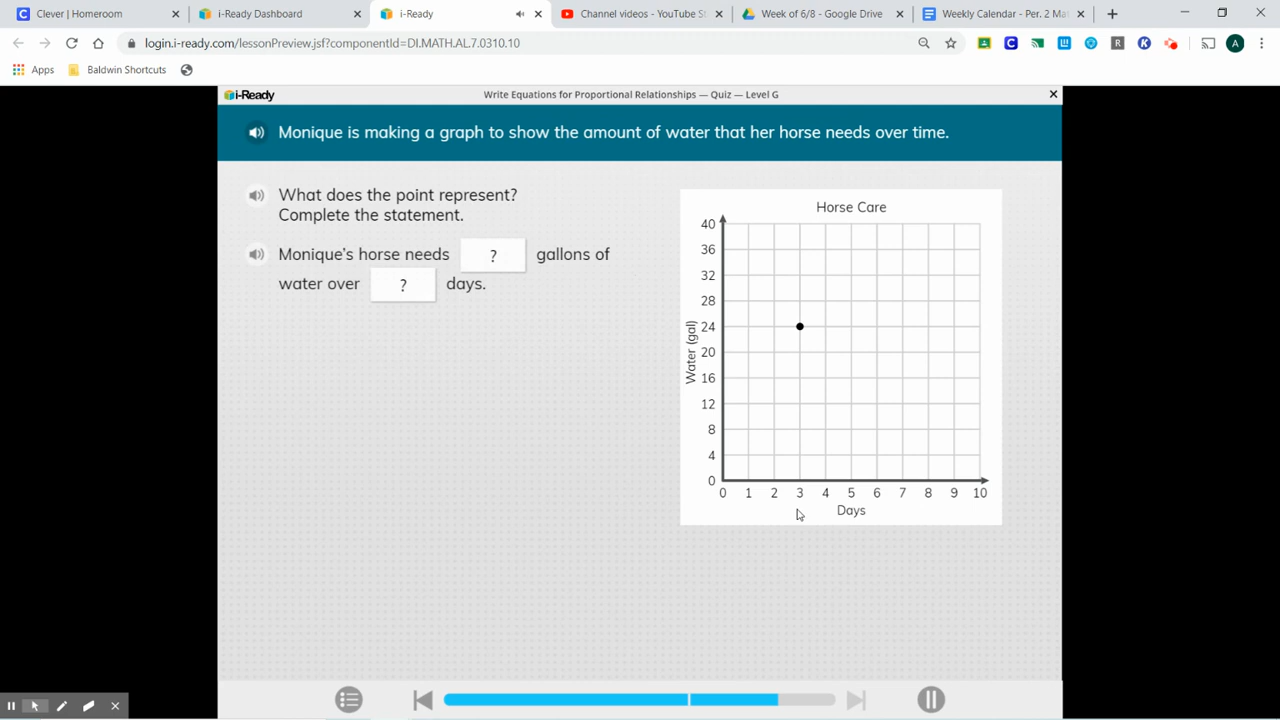 Clever | Homeroom
i-Ready Dashboard
i-Ready
Channel videos - YouTube St
Week of 6/8 - Google Drive
Weekly Calendar - Per. 2 Mat
login.i-ready.com/lessonPreview.jsf?componentId=DI.MATH.AL.7.0310.10
Apps
Baldwin Shortcuts
i-Ready
Write Equations for Proportional Relationships — Quiz — Level G
Monique is making a graph to show the amount of water that her horse needs over time.
What does the point represent?
Complete the statement.
Monique's horse needs ? gallons of
water over ? days.
Horse Care
40
36
32
28
24
20
16
12
8
4
0
Water (gal)
0 1 2 3 4 5 6 7 8 9 10
Days